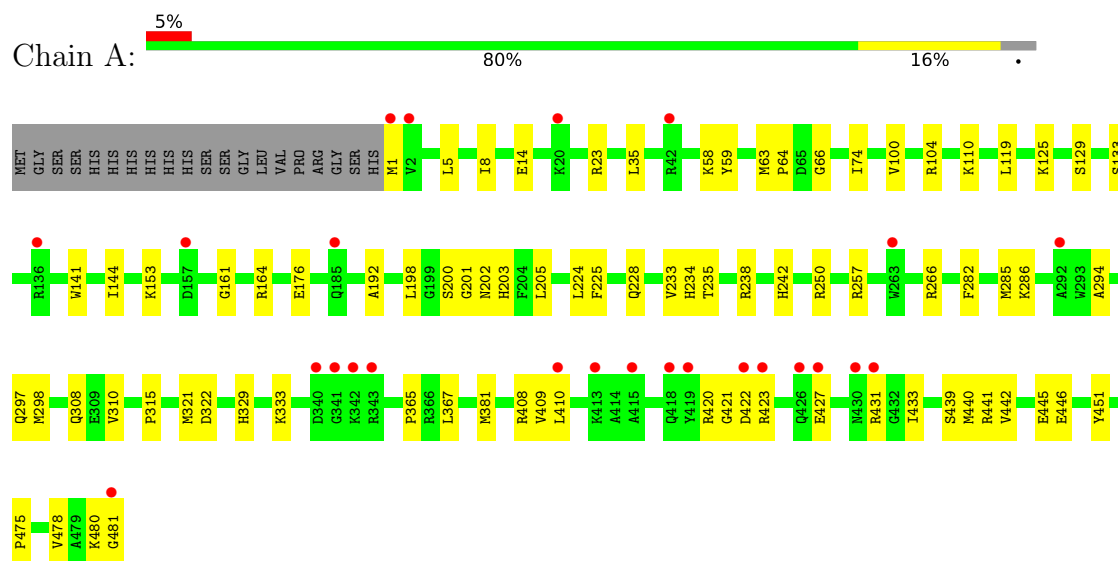 5%
Chain A:
80% 16% •
MET GLY SER SER HIS HIS HIS HIS HIS HIS SER SER GLY LEU VAL PRO ARG GLY SER HIS M1 V2 L5 I8 E14 K20 R23 L35 R42 K58 Y59 M63 P64 D65 G66 I74 V100 R104 K110 L119 K125 S129 S133
R136 W141 I144 K153 D157 G161 R164 E176 Q185 A192 L198 G199 S200 G201 N202 H203 F204 L205 L224 F225 Q228 V233 H234 T235 R238 H242 R250 R257 W263 R266 F282 M285 K286 A292 W293 A294
Q297 M298 Q308 E309 V310 P315 M321 D322 H329 K333 D340 G341 K342 R343 P365 R366 L367 M381 R408 V409 L410 K413 A414 A415 Q418 Y419 R420 G421 D422 R423 Q426 E427 N430 R431 G432 I433 S439 M440 R441 V442 E445 E446 Y451
P475 V478 A479 K480 G481